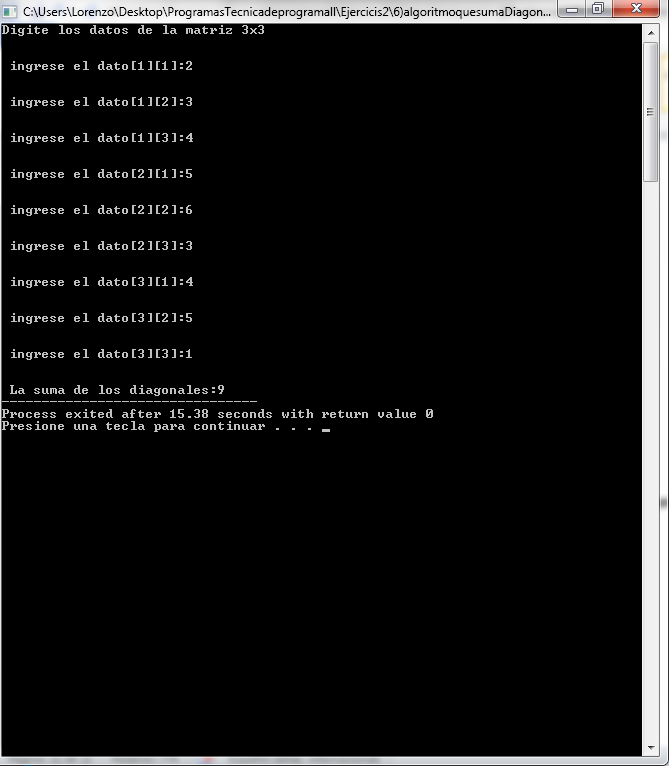 C:\Users\Lorenzo\Desktop\ProgramasTecnicadeprogramaII\Ejercicis2\6)algoritmoquesumaDiagon...
Digite los datos de la matriz 3x3
ingrese el dato[1][1]:2
ingrese el dato[1][2]:3
ingrese el dato[1][3]:4
ingrese el dato[2][1]:5
ingrese el dato[2][2]:6
ingrese el dato[2][3]:3
ingrese el dato[3][1]:4
ingrese el dato[3][2]:5
ingrese el dato[3][3]:1
La suma de los diagonales:9
--------------------------------
Process exited after 15.38 seconds with return value 0
Presione una tecla para continuar . . . _